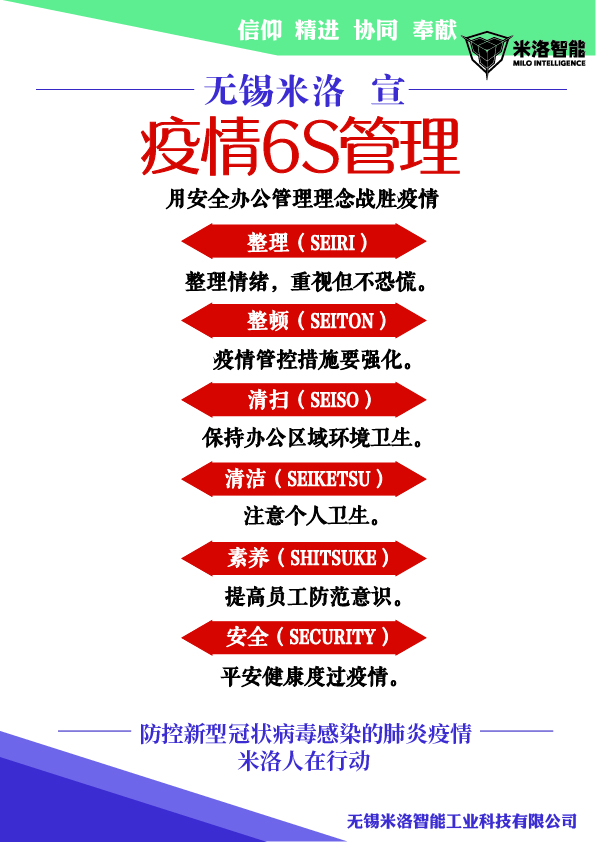 信仰 精进 协同 奉献
米洛智能
MILO INTELLIGENCE
无锡米洛 宣
疫情6S管理
用安全办公管理理念战胜疫情
整理（SEIRI）
整理情绪，重视但不恐慌。
整顿（SEITON）
疫情管控措施要强化。
清扫（SEISO）
保持办公区域环境卫生。
清洁（SEIKETSU）
注意个人卫生。
素养（SHITSUKE）
提高员工防范意识。
安全（SECURITY）
平安健康度过疫情。
防控新型冠状病毒感染的肺炎疫情
米洛人在行动
无锡米洛智能工业科技有限公司